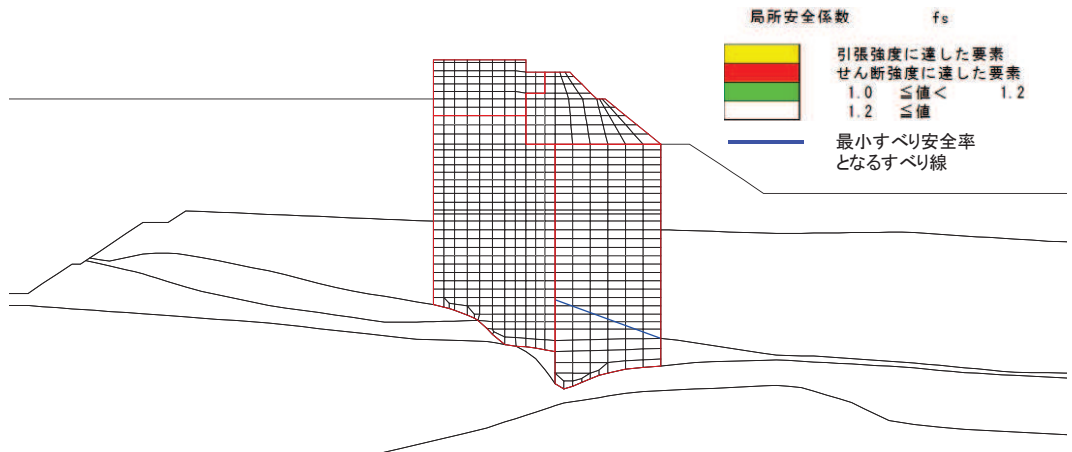 局所安全係数 fs
引張強度に達した要素
せん断強度に達した要素
1.0 ≦値< 1.2
1.2 ≦値
最小すべり安全率
となるすべり線